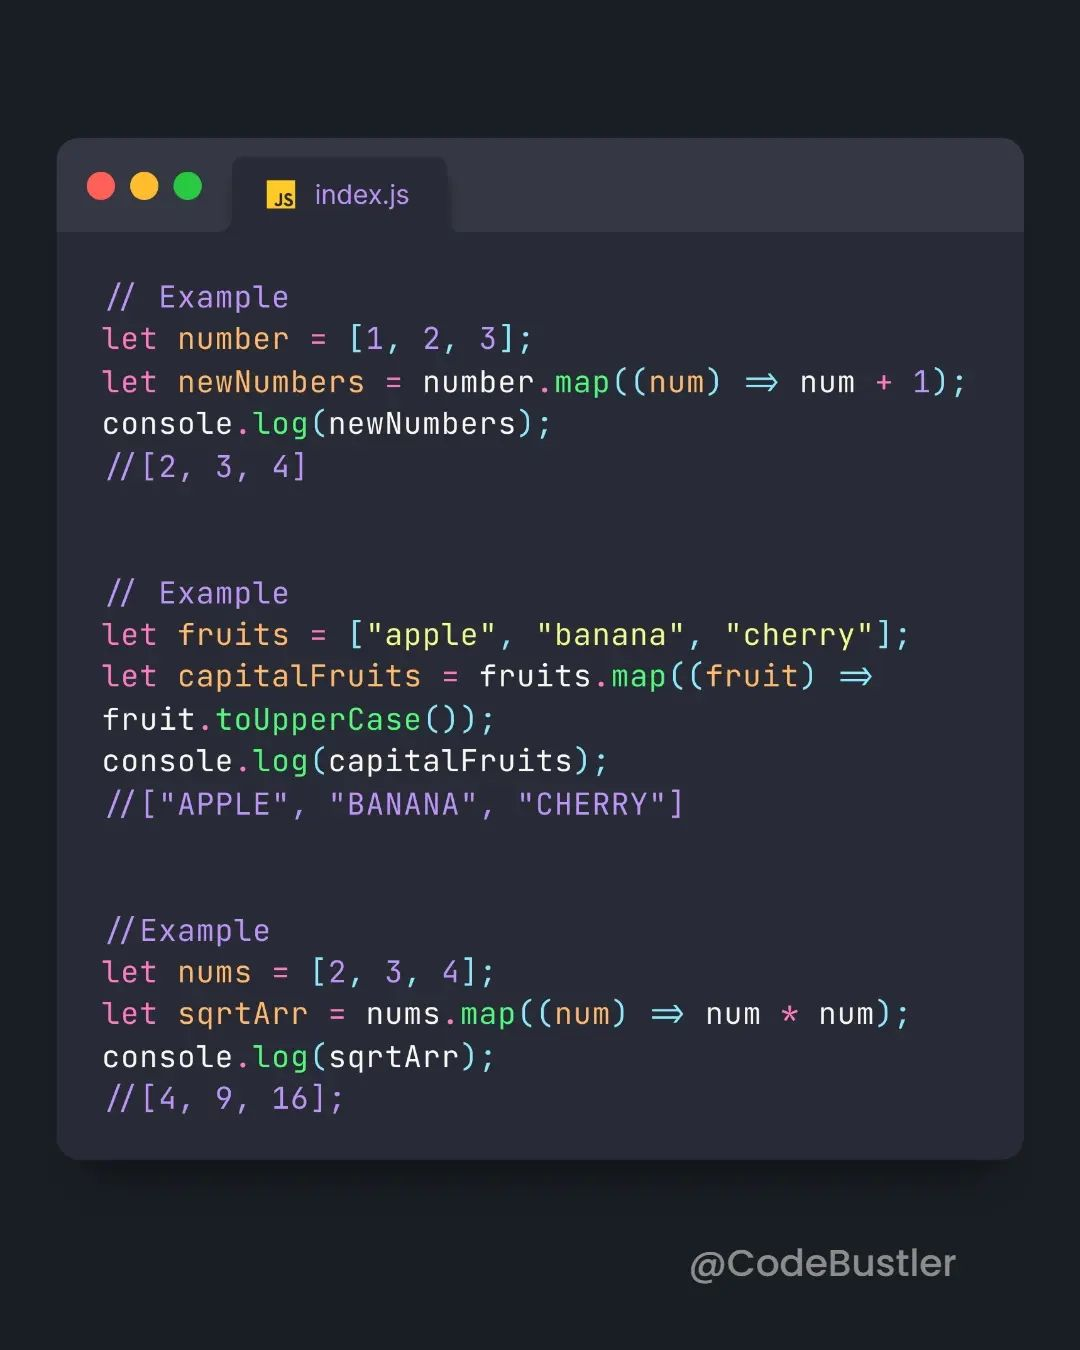 JS index.js
// Example
let number = [1, 2, 3];
let newNumbers = number.map((num) => num + 1);
console.log(newNumbers);
//[2, 3, 4]
// Example
let fruits = ["apple", "banana", "cherry"];
let capitalFruits = fruits.map((fruit) =>
fruit.toUpperCase());
console.log(capitalFruits);
//["APPLE", "BANANA", "CHERRY"]
//Example
let nums = [2, 3, 4];
let sqrtArr = nums.map((num) => num * num);
console.log(sqrtArr);
//[4, 9, 16];
@CodeBustler